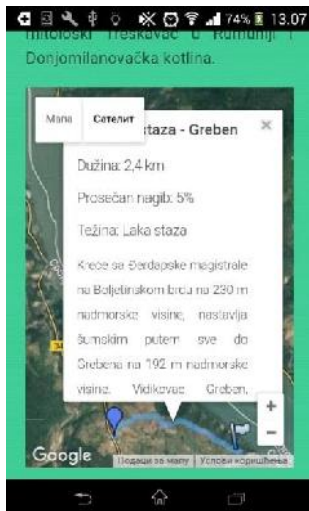 74% 13.07
mitološki Treskavac u Rumuniji i
Donjomilanovačka kotlina.
Мапа Сателит
staza - Greben ×
Dužina: 2,4 km
Prosečan nagib: 5%
Težina: Laka staza
Kreće sa Đerdapske magistrale
na Boljetinskom brdu na 230 m
nadmorske visine, nastavlja
šumskim putem sve do
Grebena na 192 m nadmorske
visine. Vidikovac Greben,
34
+
−
Google Подаци за мапу Услови коришћења